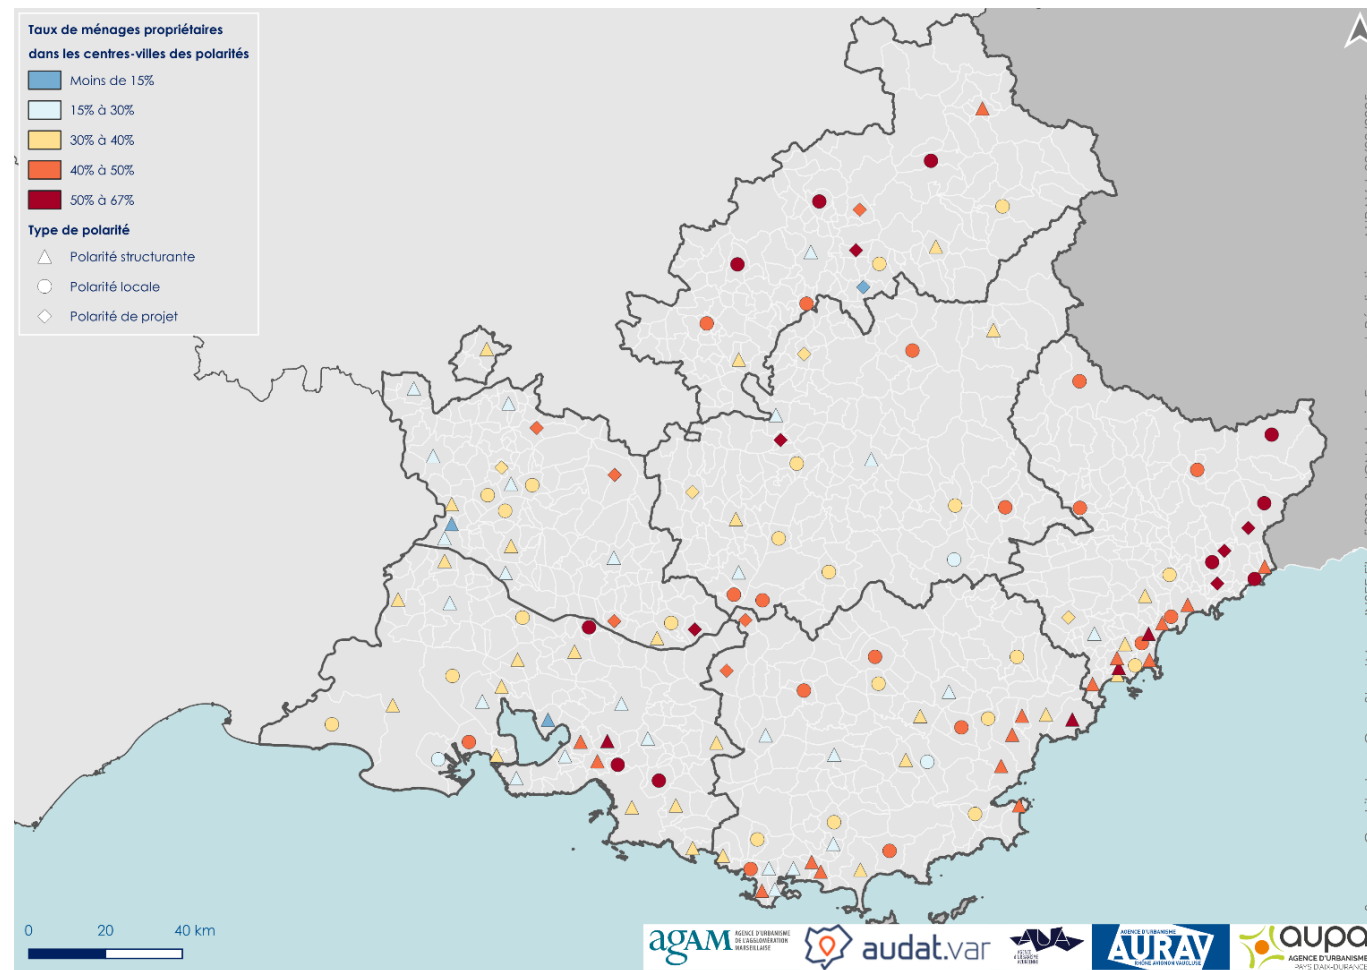 Taux de ménages propriétaires
dans les centres-villes des polarités
Moins de 15%
15% à 30%
30% à 40%
40% à 50%
50% à 67%
Type de polarité
Polarité structurante
Polarité locale
Polarité de projet
0 20 40 km
agAM
AGENCE D'URBANISME
DE L'AGGLOMÉRATION
MARSEILLAISE
audat.var
AUA
AGENCE D'URBANISME
AURAV
RHÔNE AVIGNON VAUCLUSE
aupa
AGENCE D'URBANISME
PAYS D'AIX-DURANCE